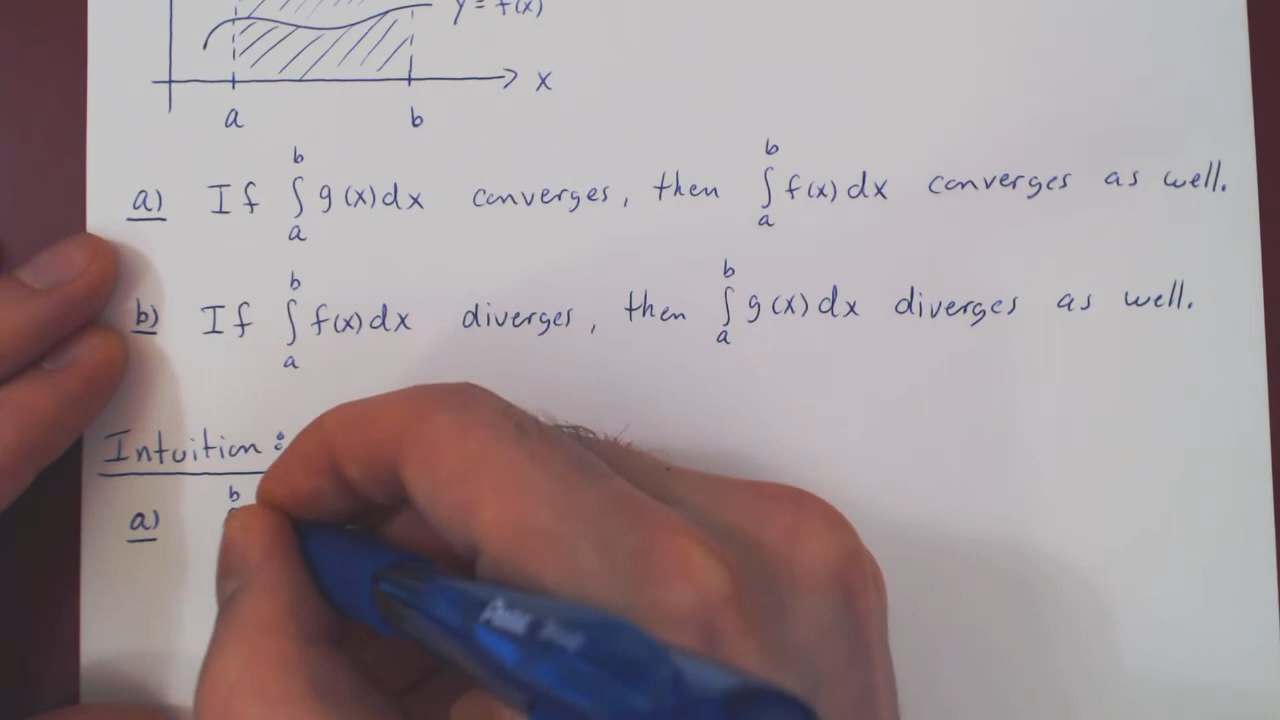 y = f(x)
x
a b
a) If ∫_a^b g(x)dx converges, then ∫_a^b f(x)dx converges as well.
b) If ∫_a^b f(x)dx diverges, then ∫_a^b g(x)dx diverges as well.
Intuition:
a) b